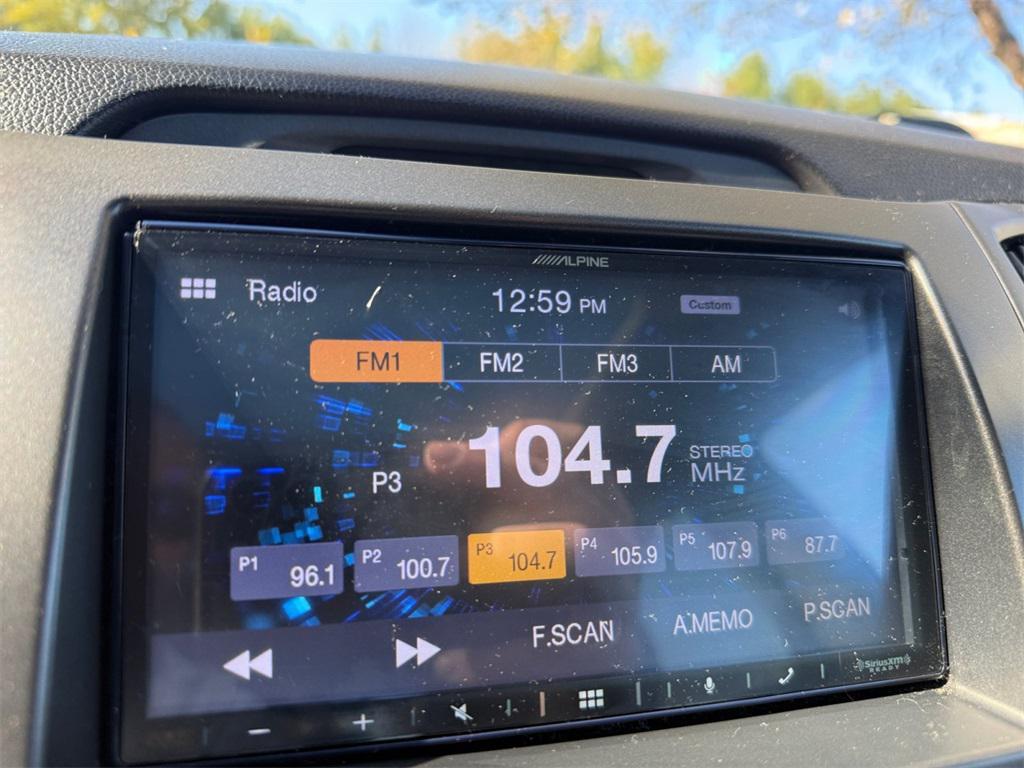 ALPINE
Radio 12:59 PM Custom
FM1 FM2 FM3 AM
P3 104.7 STEREO
MHz
P1 96.1 P2 100.7 P3 104.7 P4 105.9 P5 107.9 P6 87.7
F.SCAN A.MEMO P.SCAN
− +
SiriusXM
READY